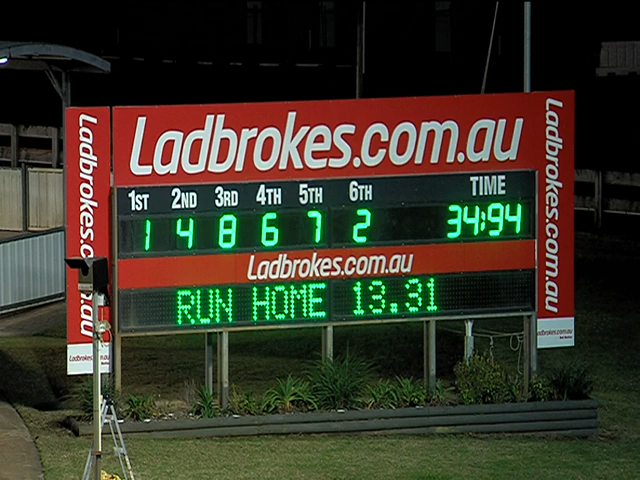 Ladbrokes.com.au
1ST 2ND 3RD 4TH 5TH 6TH TIME
1 4 8 6 7 2 34:94
Ladbrokes.com.au
RUN HOME 13.31
Ladbrokes.c
au
Ladbrokes.com.au